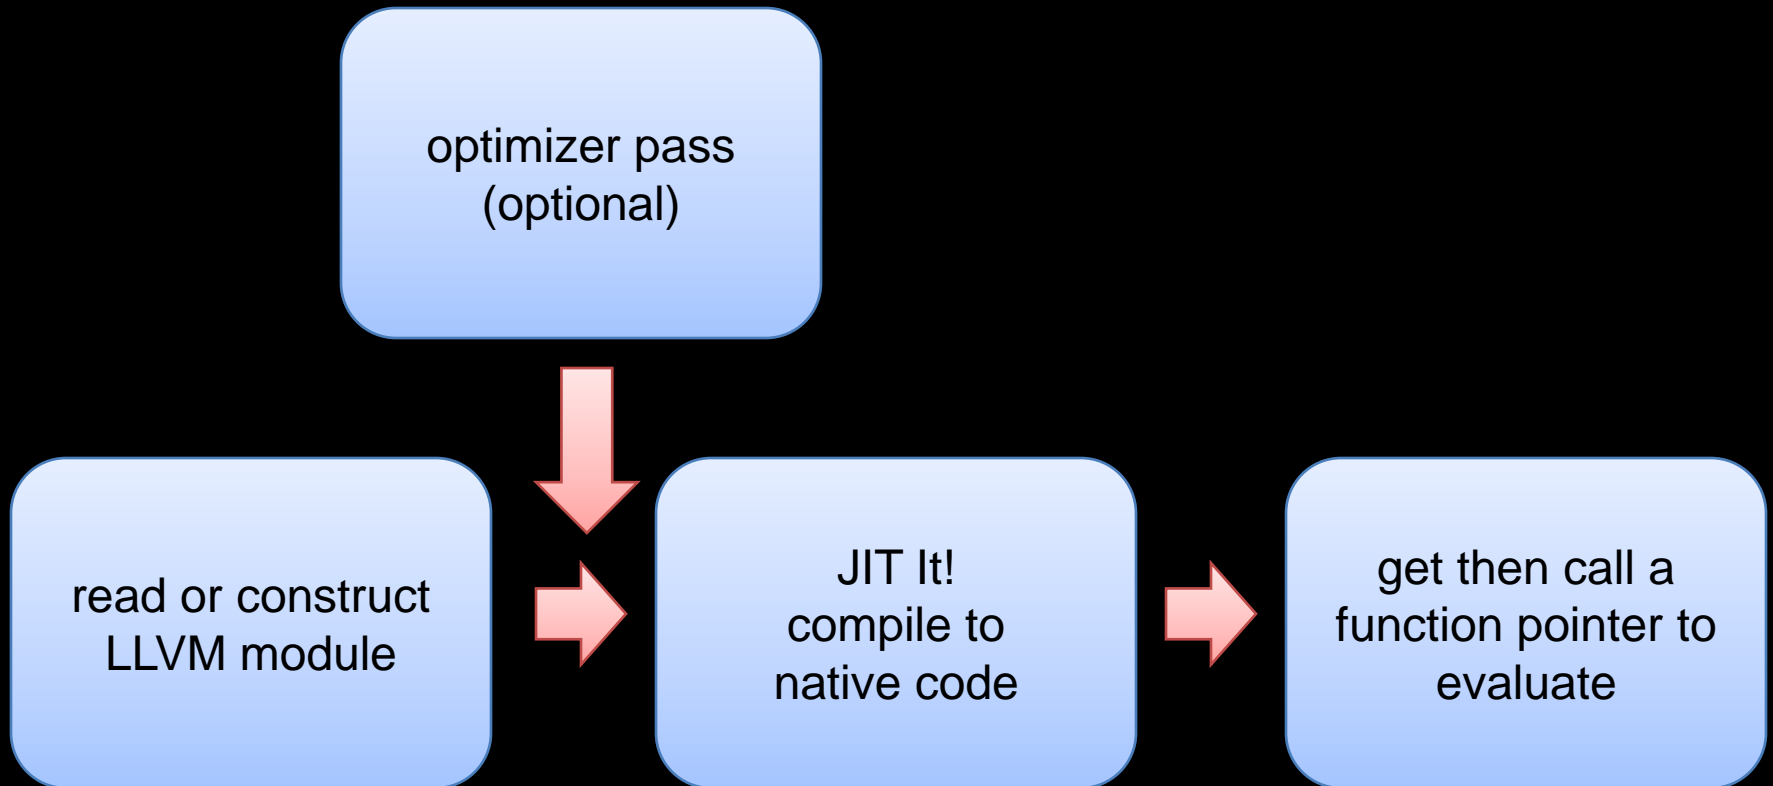 optimizer pass
(optional)
read or construct
LLVM module
JIT It!
compile to
native code
get then call a
function pointer to
evaluate